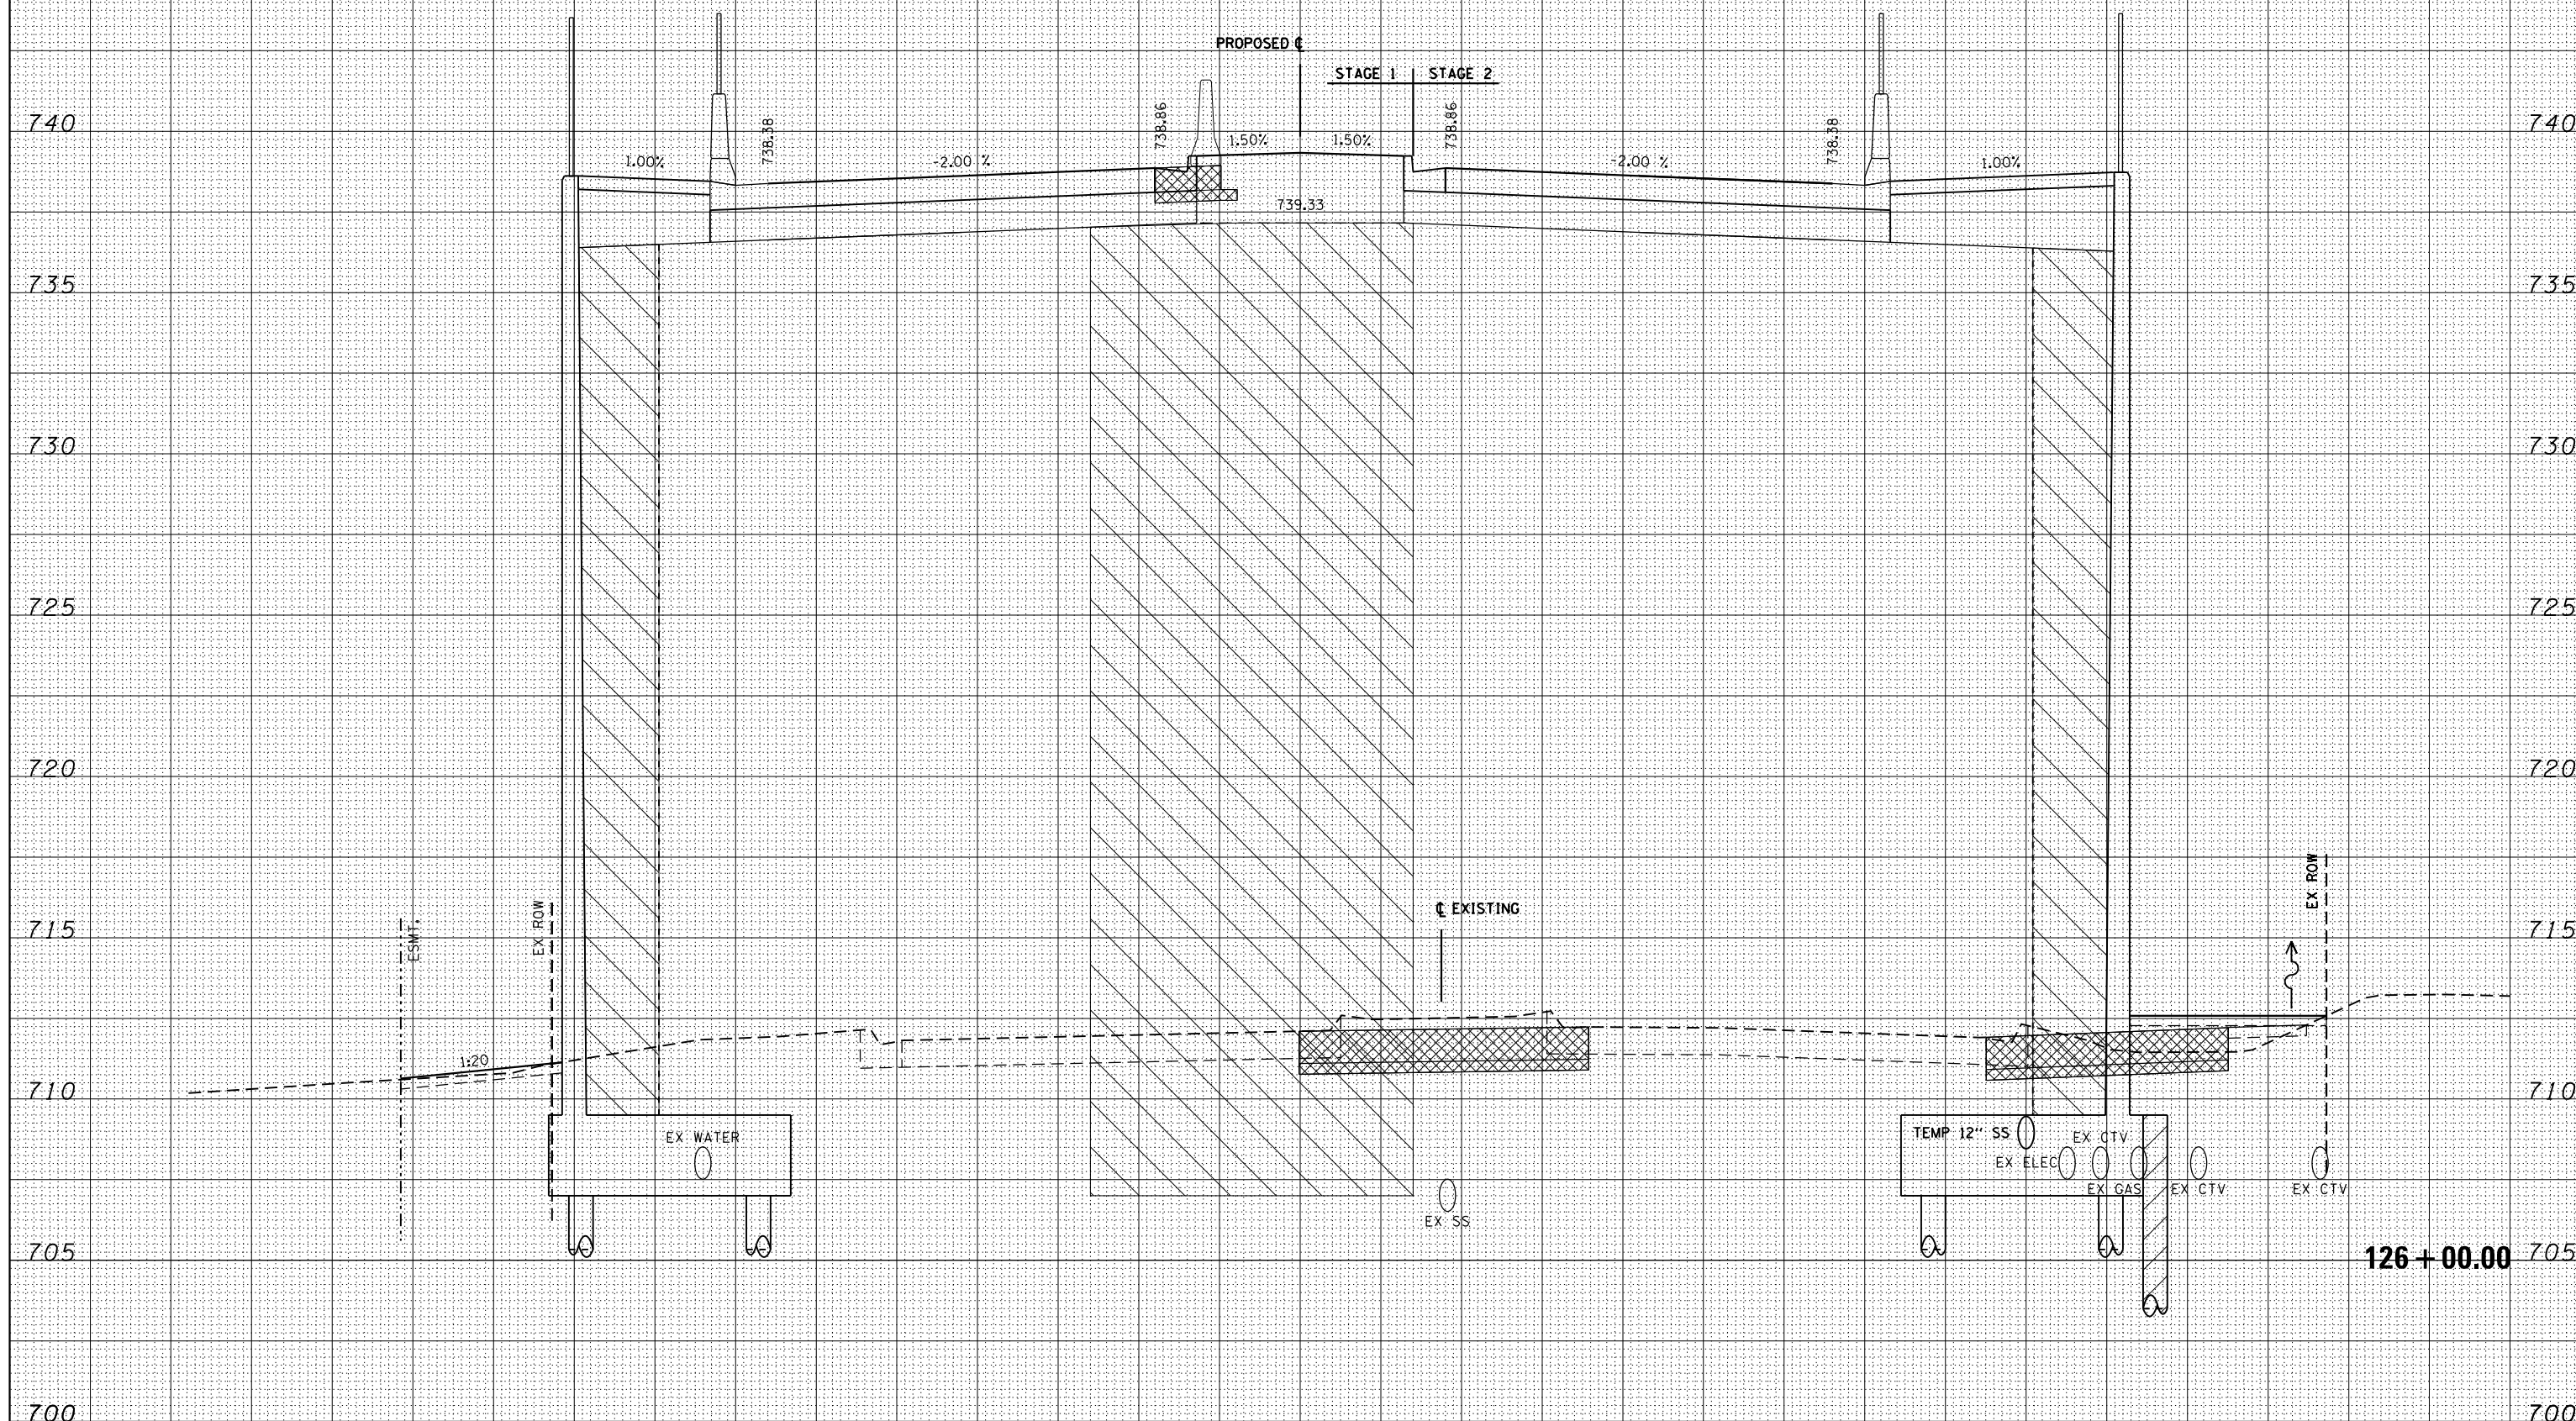 PROPOSED ℄
STAGE 1 STAGE 2
740 738.38 738.86 738.86 738.38 740
1.00% -2.00 % 1.50% 1.50% -2.00 % 1.00%
739.33
735 735
730 730
725 725
720 720
715 ESMT. EX ROW ℄ EXISTING EX ROW 715
1:20
710 710
EX WATER TEMP 12" SS EX CTV
EX ELEC
EX GAS EX CTV EX CTV
EX SS
705 126+00.00 705
700 700